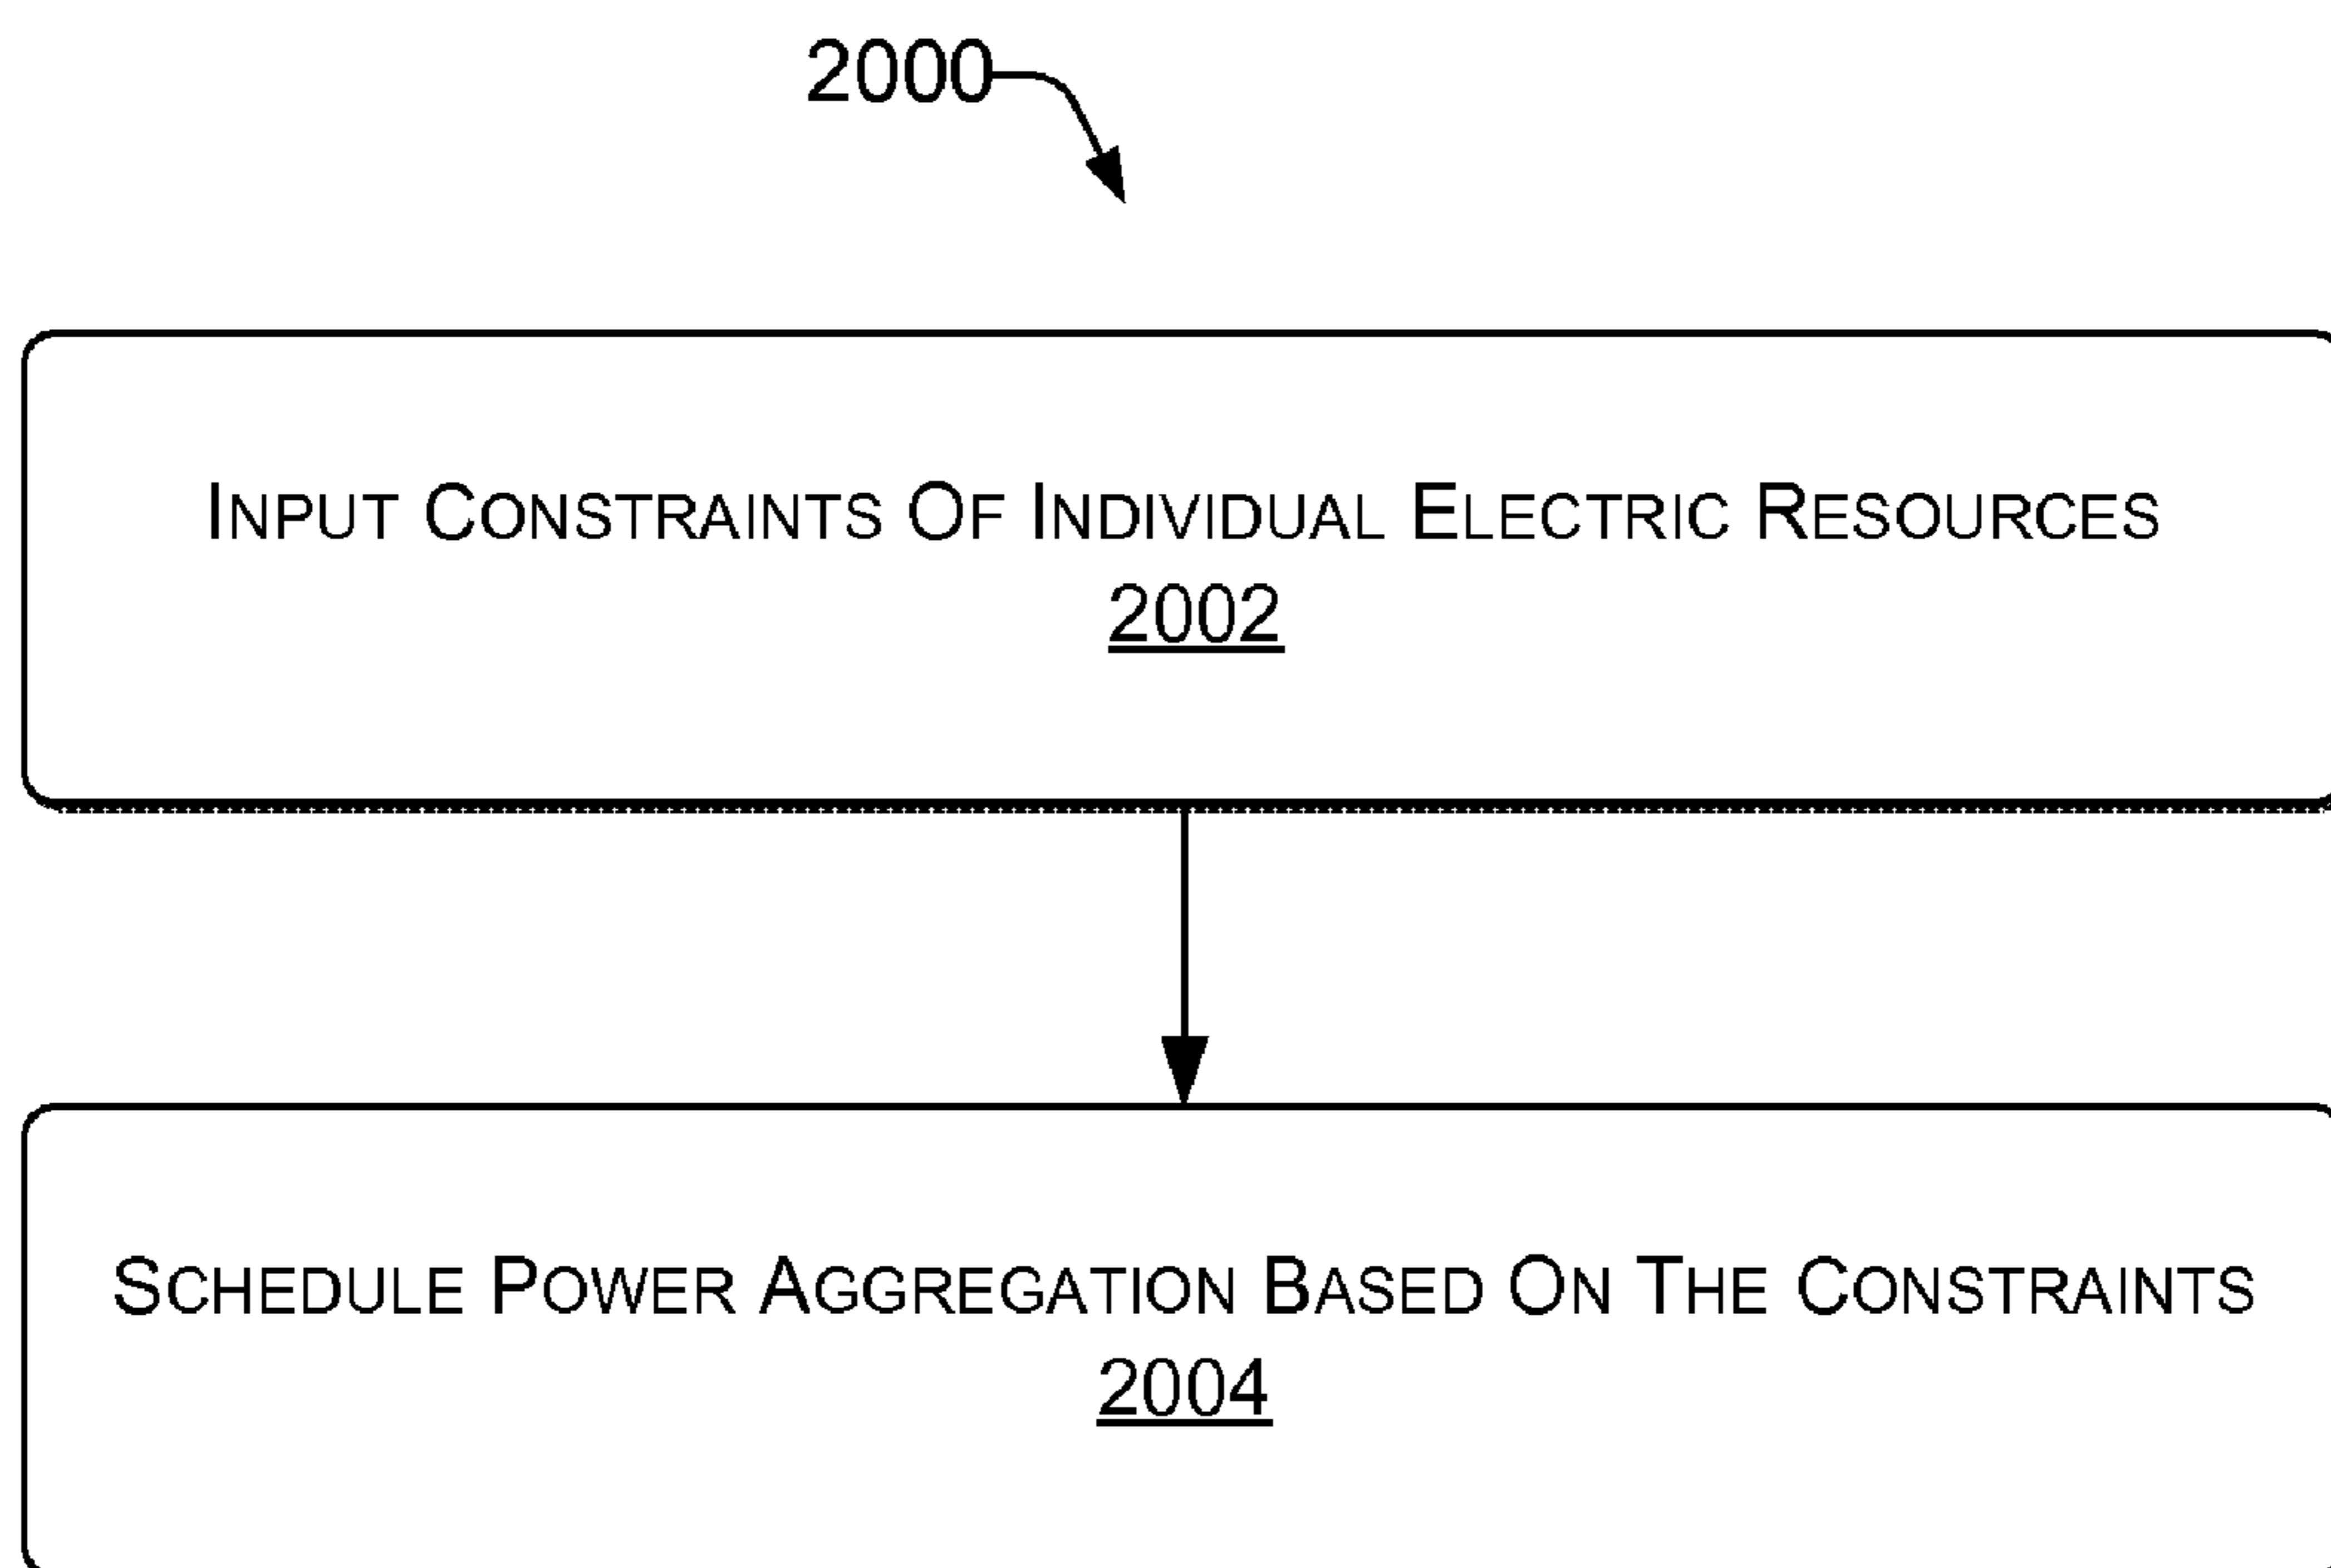 2000
INPUT CONSTRAINTS OF INDIVIDUAL ELECTRIC RESOURCES
2002
SCHEDULE POWER AGGREGATION BASED ON THE CONSTRAINTS
2004